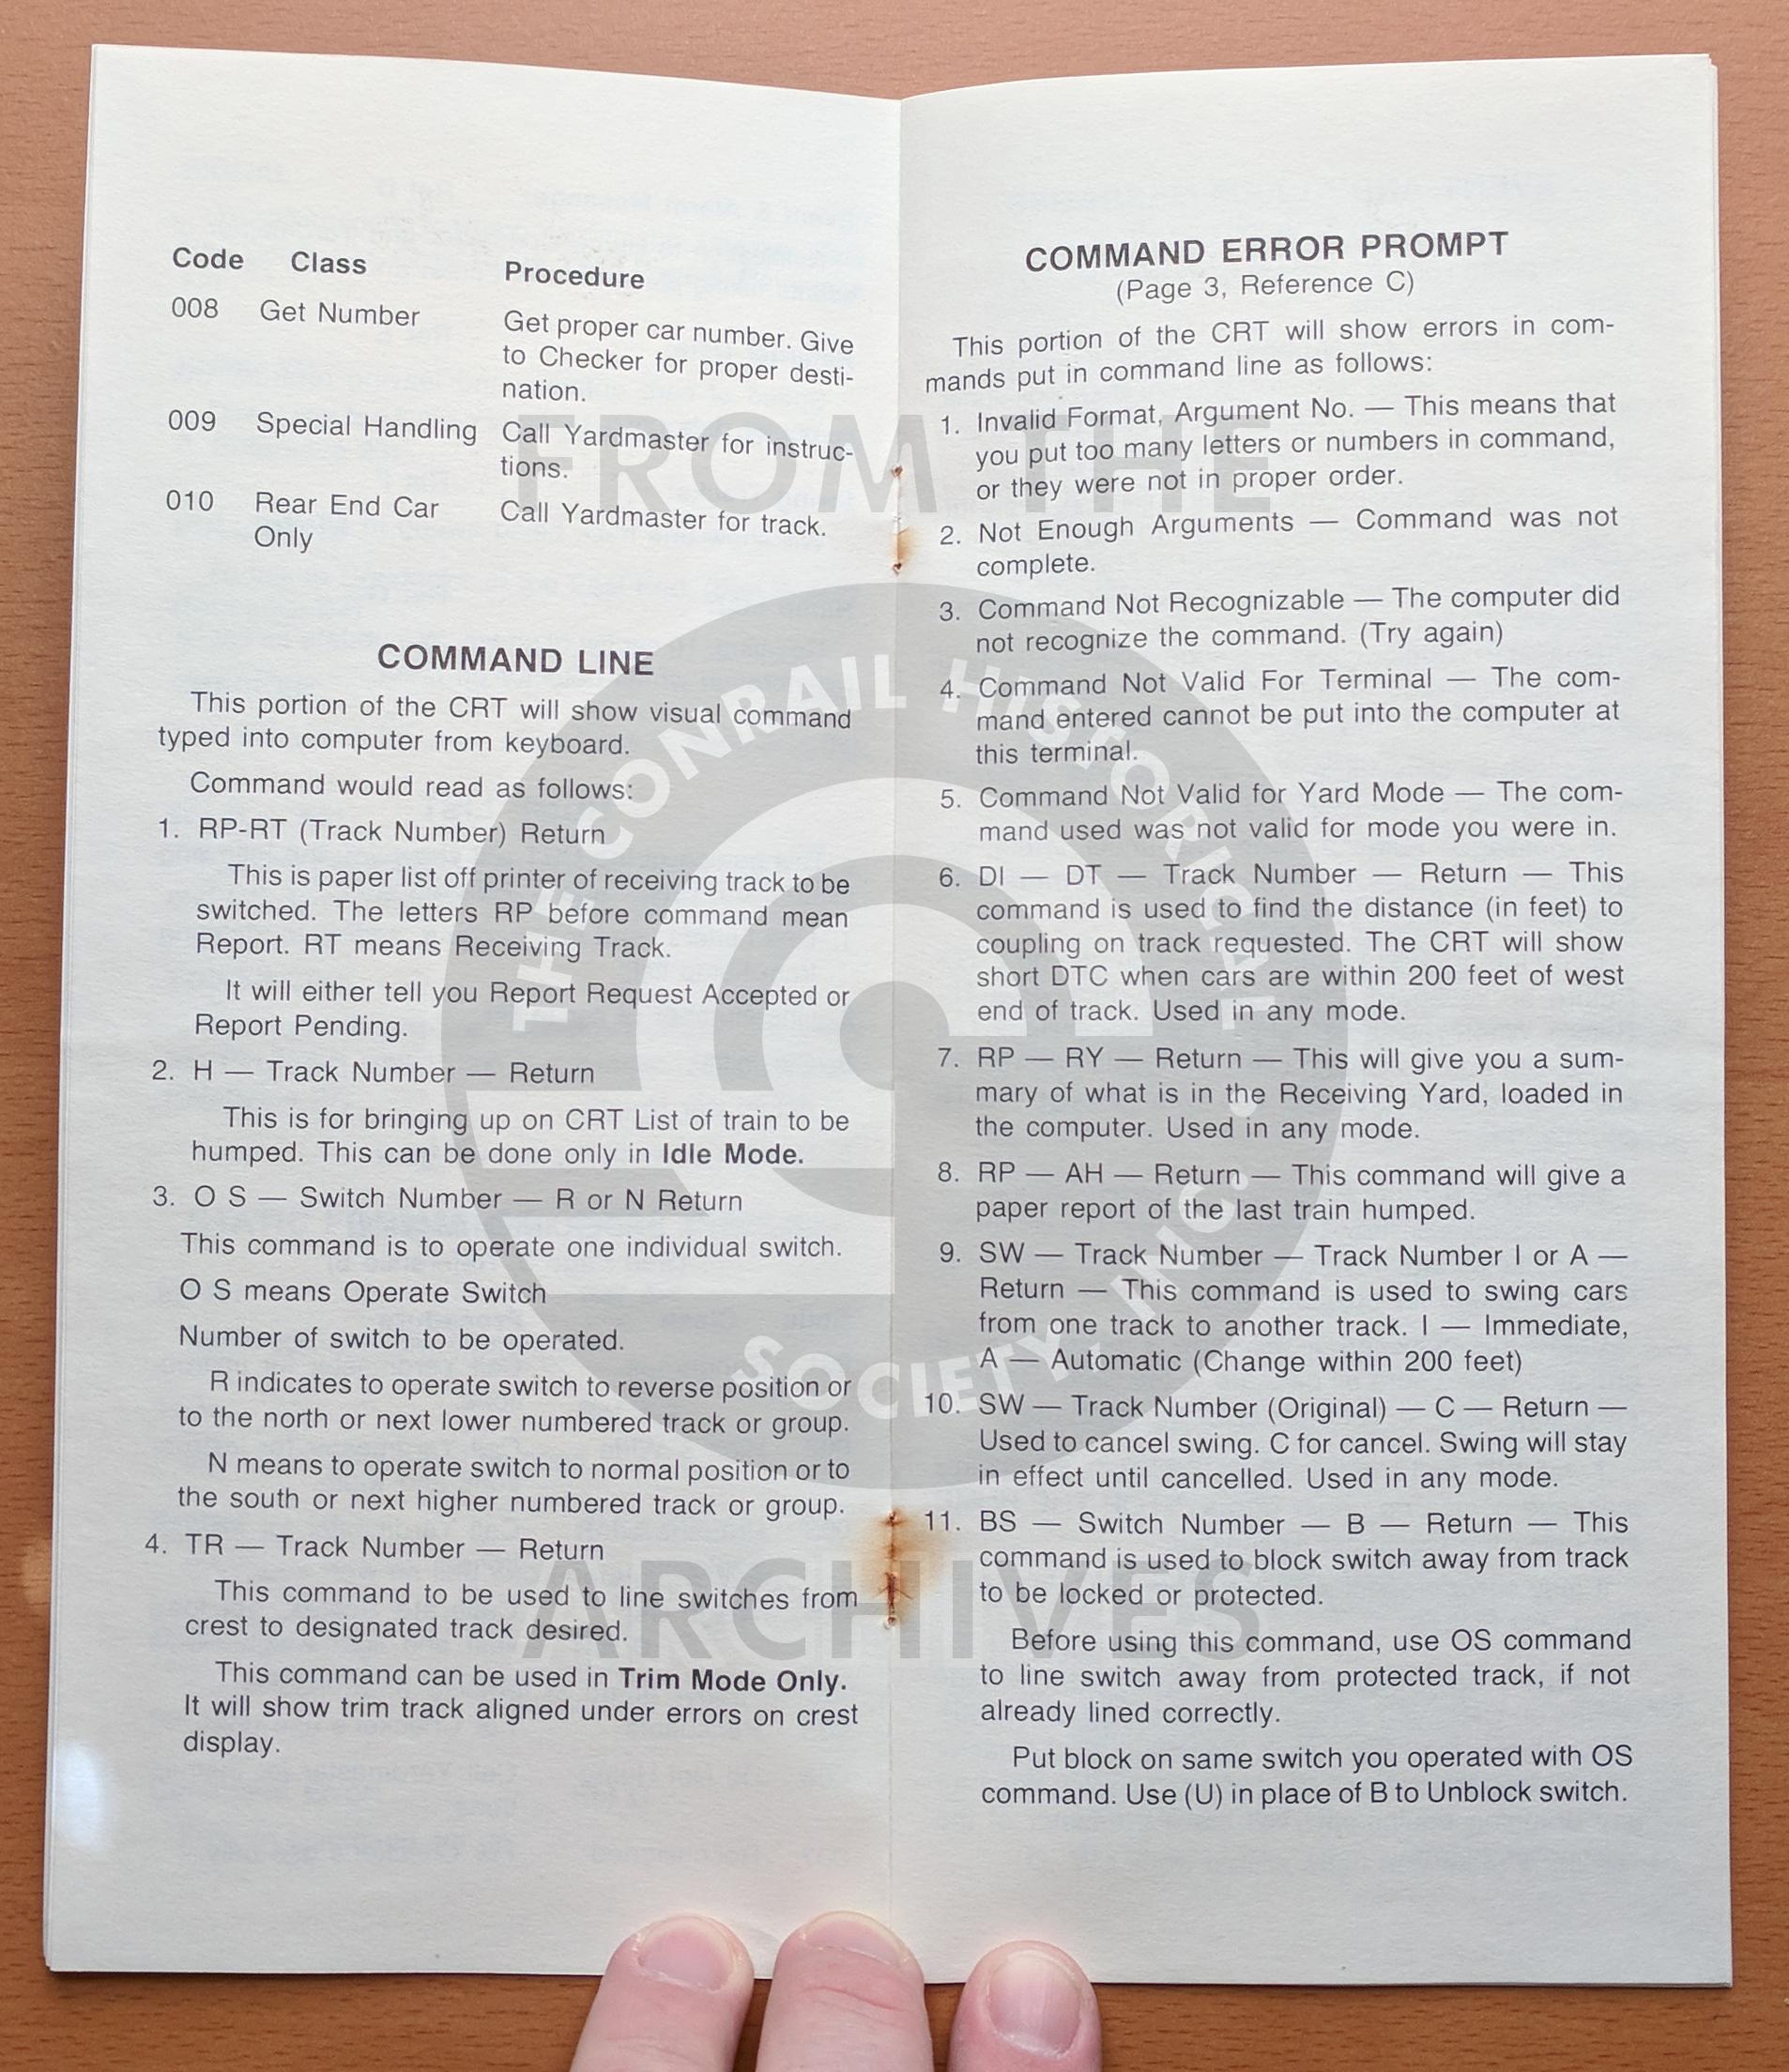 Code Class Procedure
008 Get Number Get proper car number. Give
to Checker for proper desti-
nation.
009 Special Handling Call Yardmaster for instruc-
tions.
010 Rear End Car Call Yardmaster for track.
Only
COMMAND LINE
This portion of the CRT will show visual command
typed into computer from keyboard.
Command would read as follows:
1. RP-RT (Track Number) Return
This is paper list off printer of receiving track to be
switched. The letters RP before command mean
Report. RT means Receiving Track.
It will either tell you Report Request Accepted or
Report Pending.
2. H — Track Number — Return
This is for bringing up on CRT List of train to be
humped. This can be done only in Idle Mode.
3. O S — Switch Number — R or N Return
This command is to operate one individual switch.
O S means Operate Switch
Number of switch to be operated.
R indicates to operate switch to reverse position or
to the north or next lower numbered track or group.
N means to operate switch to normal position or to
the south or next higher numbered track or group.
4. TR — Track Number — Return
This command to be used to line switches from
crest to designated track desired.
This command can be used in Trim Mode Only.
It will show trim track aligned under errors on crest
display.
COMMAND ERROR PROMPT
(Page 3, Reference C)
This portion of the CRT will show errors in com-
mands put in command line as follows:
1. Invalid Format, Argument No. — This means that
you put too many letters or numbers in command,
or they were not in proper order.
2. Not Enough Arguments — Command was not
complete.
3. Command Not Recognizable — The computer did
not recognize the command. (Try again)
4. Command Not Valid For Terminal — The com-
mand entered cannot be put into the computer at
this terminal.
5. Command Not Valid for Yard Mode — The com-
mand used was not valid for mode you were in.
6. DI — DT — Track Number — Return — This
command is used to find the distance (in feet) to
coupling on track requested. The CRT will show
short DTC when cars are within 200 feet of west
end of track. Used in any mode.
7. RP — RY — Return — This will give you a sum-
mary of what is in the Receiving Yard, loaded in
the computer. Used in any mode.
8. RP — AH — Return — This command will give a
paper report of the last train humped.
9. SW — Track Number — Track Number I or A —
Return — This command is used to swing cars
from one track to another track. I — Immediate,
A — Automatic (Change within 200 feet)
10. SW — Track Number (Original) — C — Return —
Used to cancel swing. C for cancel. Swing will stay
in effect until cancelled. Used in any mode.
11. BS — Switch Number — B — Return — This
command is used to block switch away from track
to be locked or protected.
Before using this command, use OS command
to line switch away from protected track, if not
already lined correctly.
Put block on same switch you operated with OS
command. Use (U) in place of B to Unblock switch.
FROM THE
THE CONRAIL HISTORICAL
SOCIETY, INC.
ARCHIVES